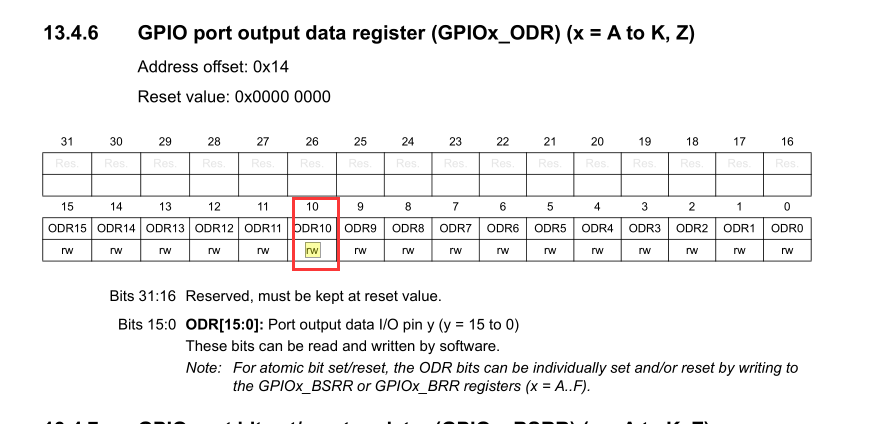 13.4.6 GPIO port output data register (GPIOx_ODR) (x = A to K, Z)
Address offset: 0x14
Reset value: 0x0000 0000
31 30 29 28 27 26 25 24 23 22 21 20 19 18 17 16
Res. Res. Res. Res. Res. Res. Res. Res. Res. Res. Res. Res. Res. Res. Res. Res.
15 14 13 12 11 10 9 8 7 6 5 4 3 2 1 0
ODR15 ODR14 ODR13 ODR12 ODR11 ODR10 ODR9 ODR8 ODR7 ODR6 ODR5 ODR4 ODR3 ODR2 ODR1 ODR0
rw rw rw rw rw rw rw rw rw rw rw rw rw rw rw rw
Bits 31:16 Reserved, must be kept at reset value.
Bits 15:0 ODR[15:0]: Port output data I/O pin y (y = 15 to 0)
These bits can be read and written by software.
Note: For atomic bit set/reset, the ODR bits can be individually set and/or reset by writing to
the GPIOx_BSRR or GPIOx_BRR registers (x = A..F).